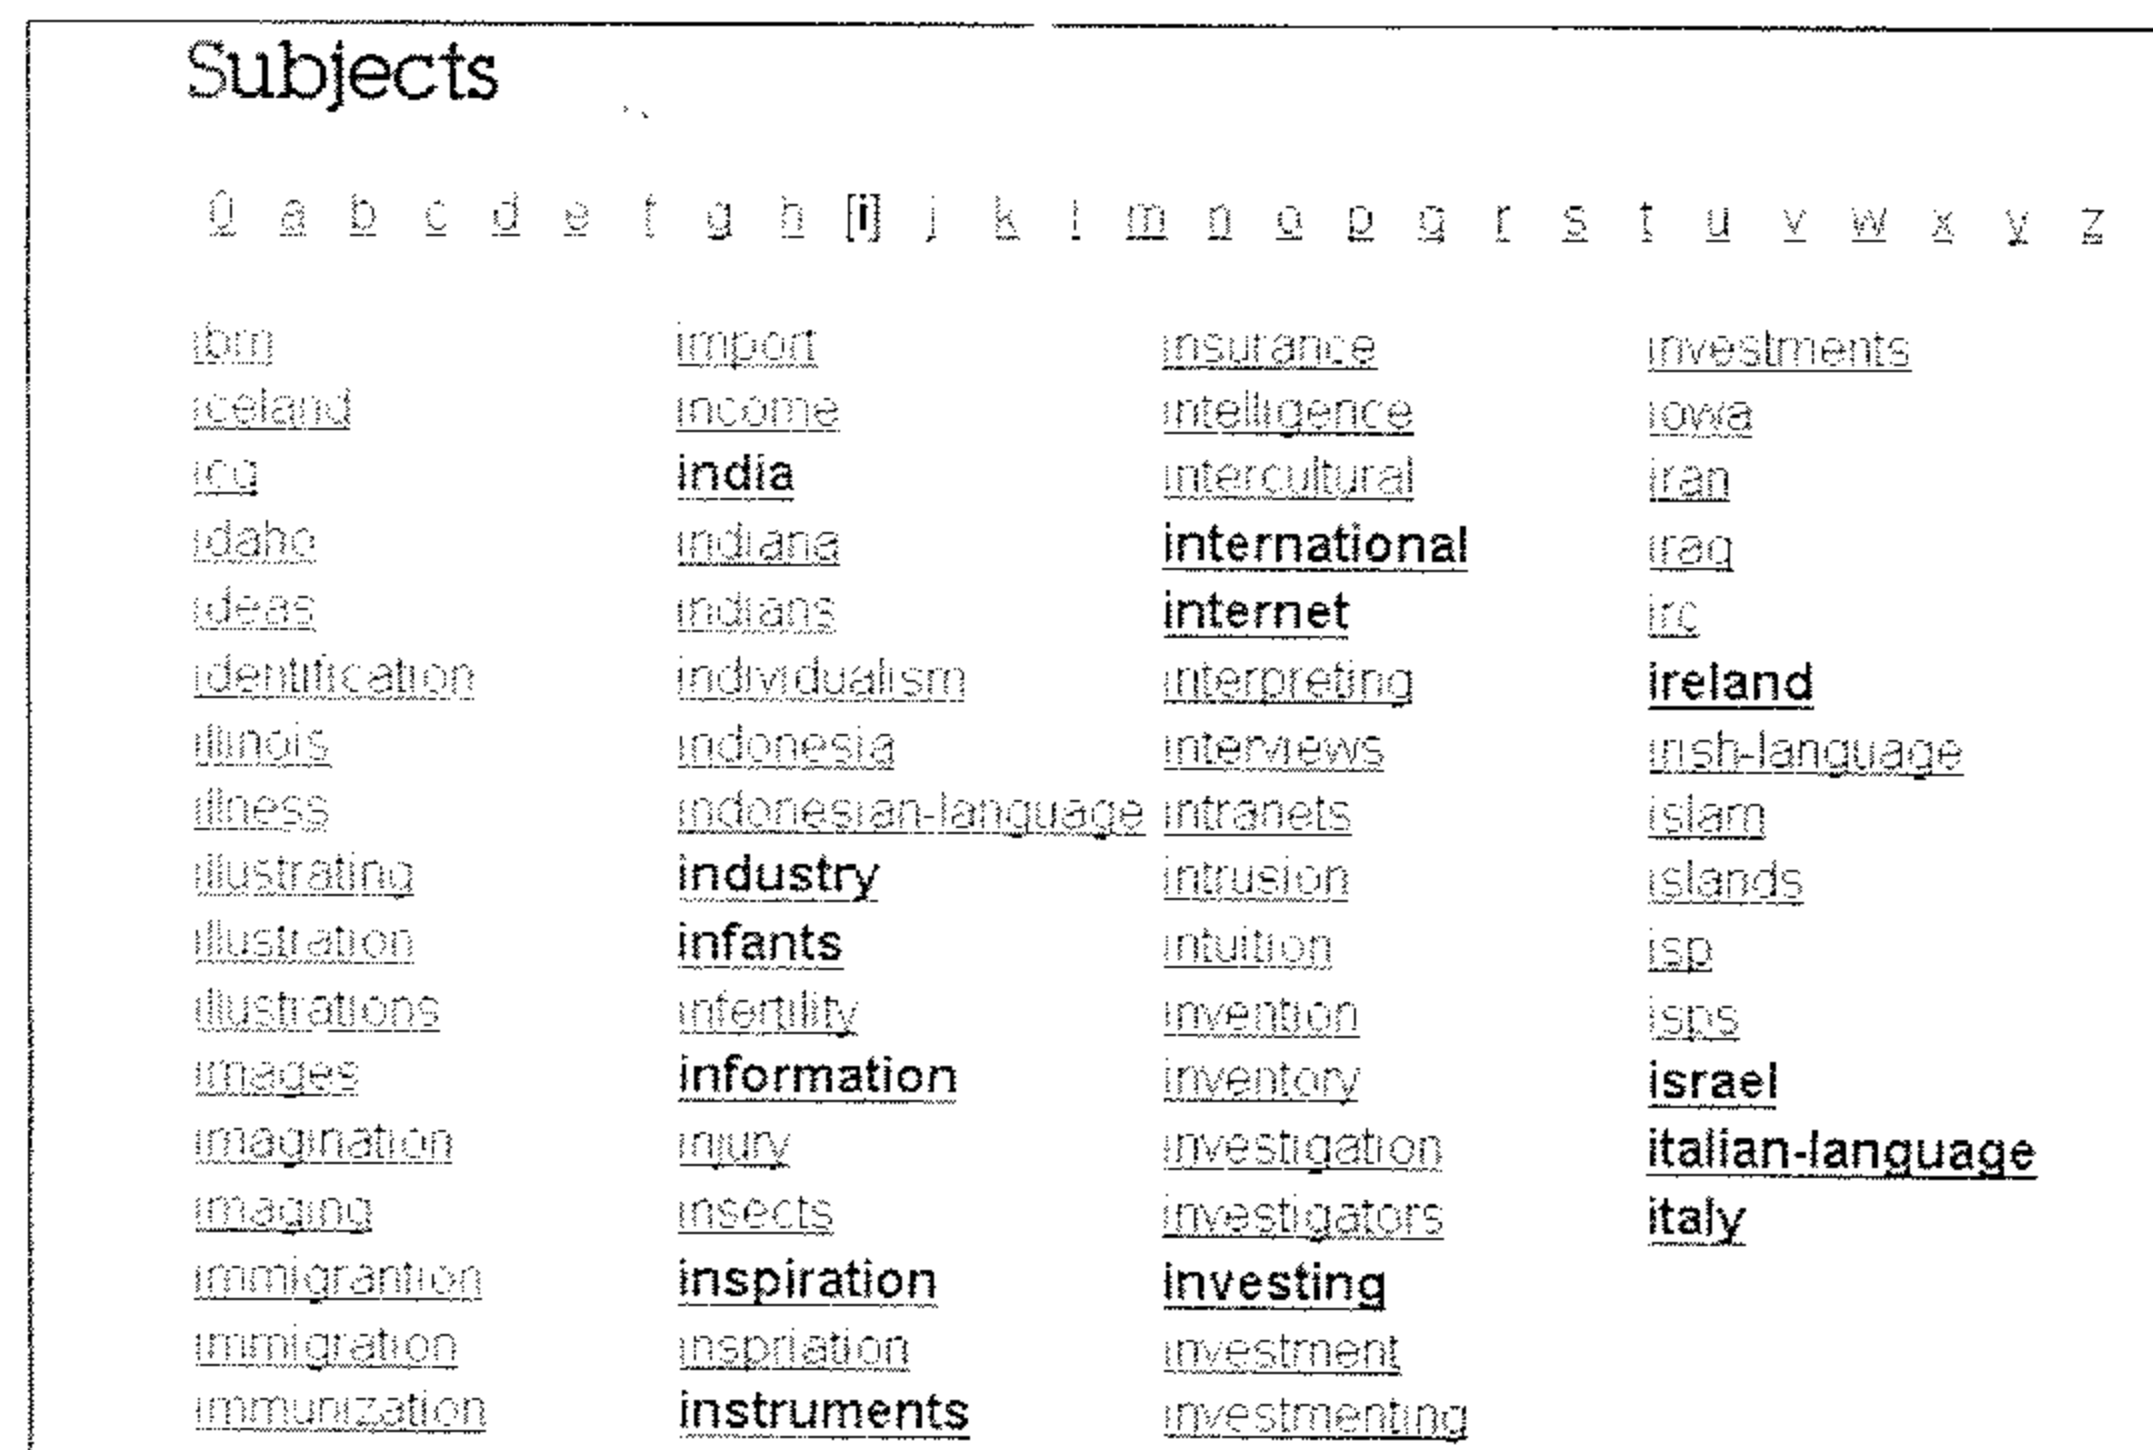 Subjects
0 a b c d e f g h [i] j k l m n o p q r s t u v w x y z
ibm import insurance investments
iceland income intelligence iowa
icq india intercultural iran
idaho indiana international iraq
ideas indians internet irc
identification individualism interpreting ireland
illinois indonesia interviews irish-language
illness indonesian-language intranets islam
illustrating industry intrusion islands
illustration infants intuition isp
illustrations infertility invention isps
images information inventory israel
imagination injury investigation italian-language
imaging insects investigators italy
immigrantion inspiration investing
immigration inspriation investment
immunization instruments investmenting